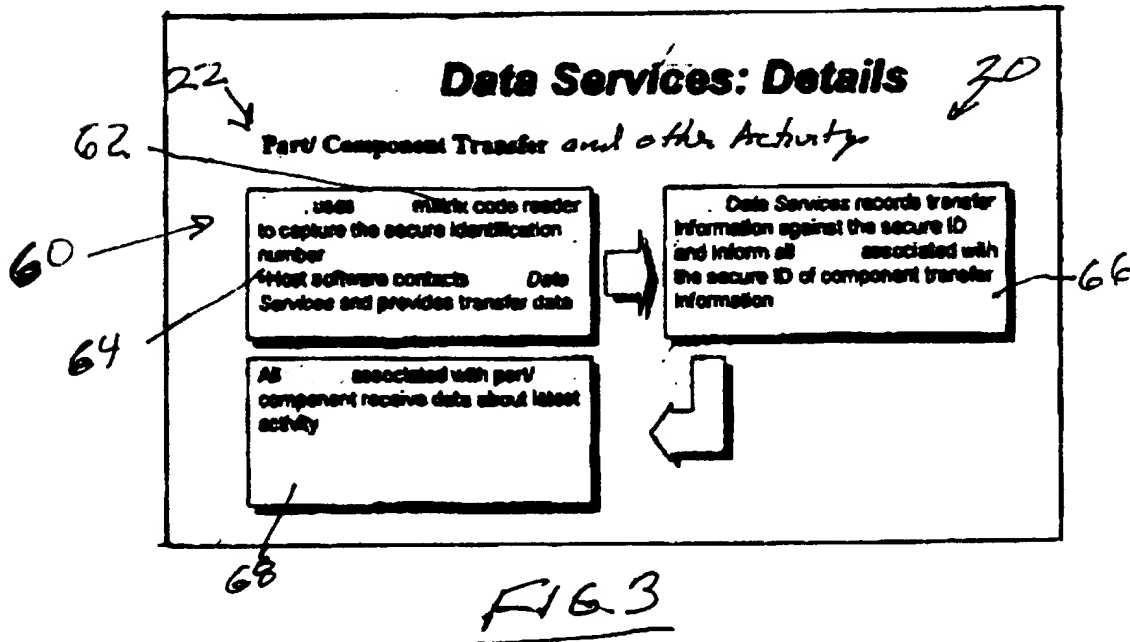 22
Data Services: Details
20
62
Part/ Component Transfer and other Activity
60
uses matrix code reader
to capture the secure identification
number
*Host software contacts Data
Services and provides transfer data
64
Data Services records transfer
information against the secure ID
and inform all associated with
the secure ID of component transfer
information
66
All associated with part/
component receive data about latest
activity
68
FIG 3